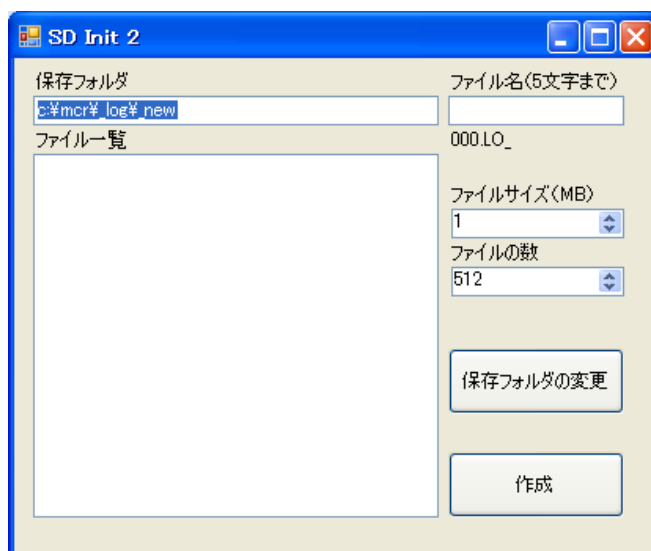 SD Init 2
保存フォルダ
c:¥mcr¥_log¥_new
ファイル名(5文字まで)
000.LO_
ファイル一覧
ファイルサイズ(MB)
1
ファイルの数
512
保存フォルダの変更
作成